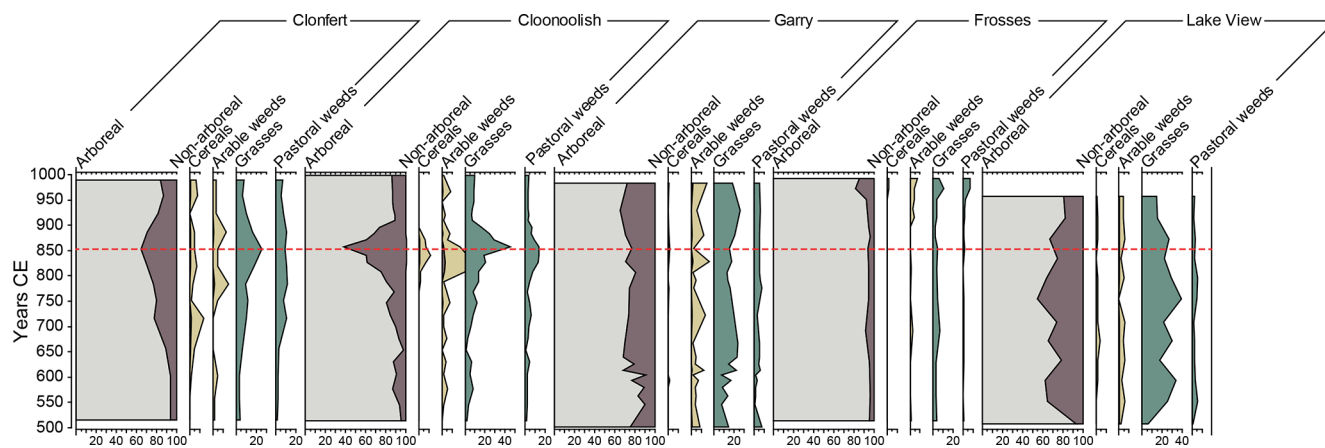 Clonfert Cloonoolish Garry Frosses Lake View
Arboreal Non-arboreal Cereals Arable weeds Grasses Pastoral weeds Arboreal Non-arboreal Cereals Arable weeds Grasses Pastoral weeds Arboreal Non-arboreal Cereals Arable weeds Grasses Pastoral weeds Arboreal Non-arboreal Cereals Arable weeds Grasses Pastoral weeds Arboreal Non-arboreal Cereals Arable weeds Grasses Pastoral weeds
Years CE
1000
950
900
850
800
750
700
650
600
550
500
20 40 60 80 100 20 20 40 60 80 100 20 40 20 20 40 60 80 100 20 20 40 60 80 100 20 20 40 60 80 100 20 40